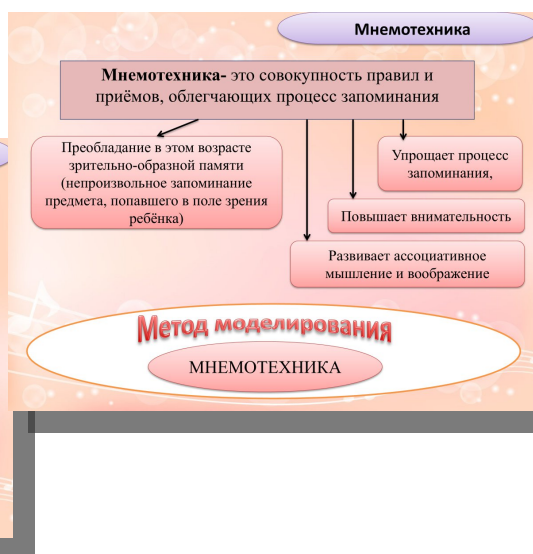 Мнемотехника
Мнемотехника- это совокупность правил и
приёмов, облегчающих процесс запоминания
Преобладание в этом возрасте
зрительно-образной памяти
(непроизвольное запоминание
предмета, попавшего в поле зрения
ребёнка)
Упрощает процесс
запоминания,
Повышает внимательность
Развивает ассоциативное
мышление и воображение
Метод моделирования
МНЕМОТЕХНИКА